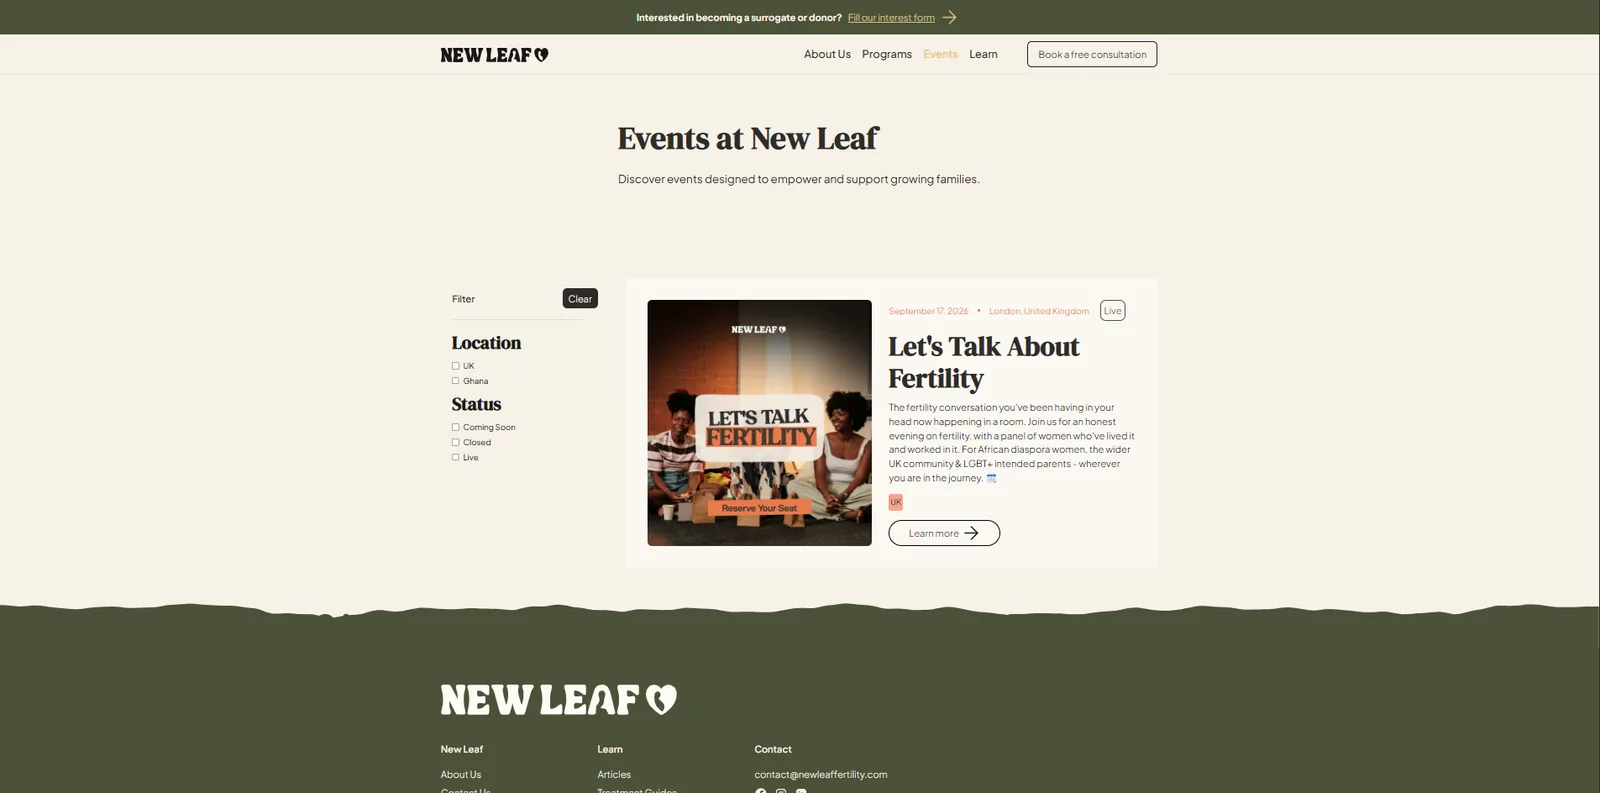 Interested in becoming a surrogate or donor? Fill our interest form
NEW LEAF
About Us Programs Events Learn Book a free consultation
Events at New Leaf
Discover events designed to empower and support growing families.
Filter Clear
Location
UK
Ghana
Status
Coming Soon
Closed
Live
NEW LEAF
LET'S TALK
FERTILITY
Reserve Your Seat
September 17, 2026 • London, United Kingdom Live
Let's Talk About
Fertility
The fertility conversation you've been having in your
head now happening in a room. Join us for an honest
evening on fertility, with a panel of women who've lived it
and worked in it. For African diaspora women, the wider
UK community & LGBT+ intended parents - wherever
you are in the journey.
UK
Learn more
NEW LEAF
New Leaf Learn Contact
About Us Articles contact@newleaffertility.com
Contact Us Treatment Guides